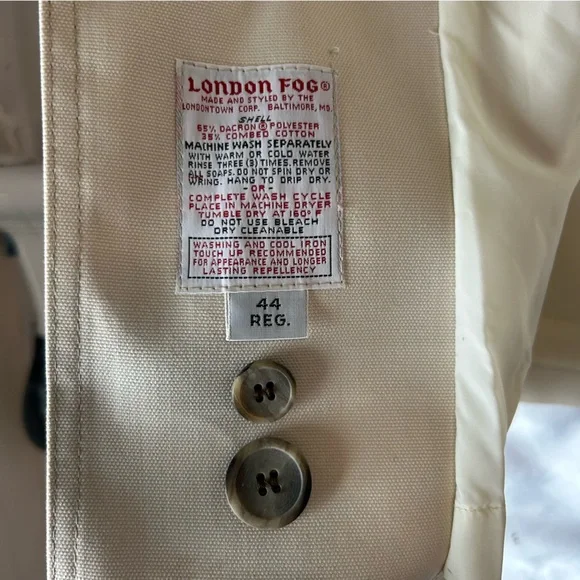 LONDON FOG®
MADE AND STYLED BY THE
LONDONTOWN CORP. BALTIMORE, MD.
SHELL
65% DACRON® POLYESTER
35% COMBED COTTON
MACHINE WASH SEPARATELY
WITH WARM OR COLD WATER
RINSE THREE (3) TIMES. REMOVE
ALL SOAPS. DO NOT SPIN DRY OR
WRING. HANG TO DRIP DRY.
-OR-
COMPLETE WASH CYCLE
PLACE IN MACHINE DRYER
TUMBLE DRY AT 160° F
DO NOT USE BLEACH
DRY CLEANABLE
WASHING AND COOL IRON
TOUCH UP RECOMMENDED
FOR APPEARANCE AND LONGER
LASTING REPELLENCY
44
REG.